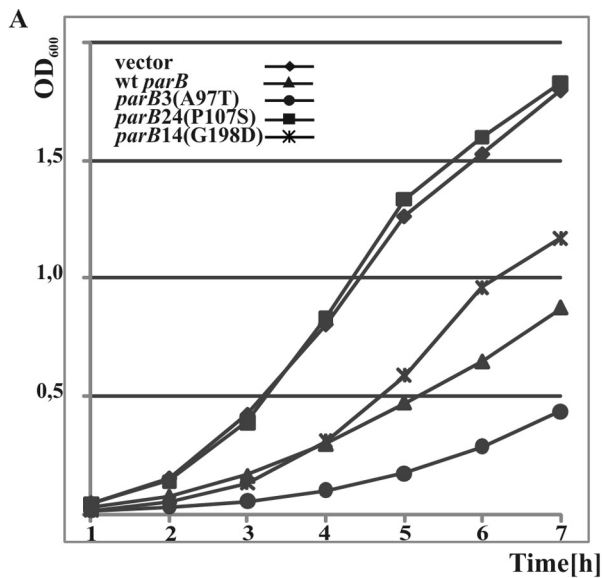 A
OD600
vector
wt parB
parB3(A97T)
parB24(P107S)
parB14(G198D)
1,5
1,0
0,5
1 2 3 4 5 6 7
Time[h]